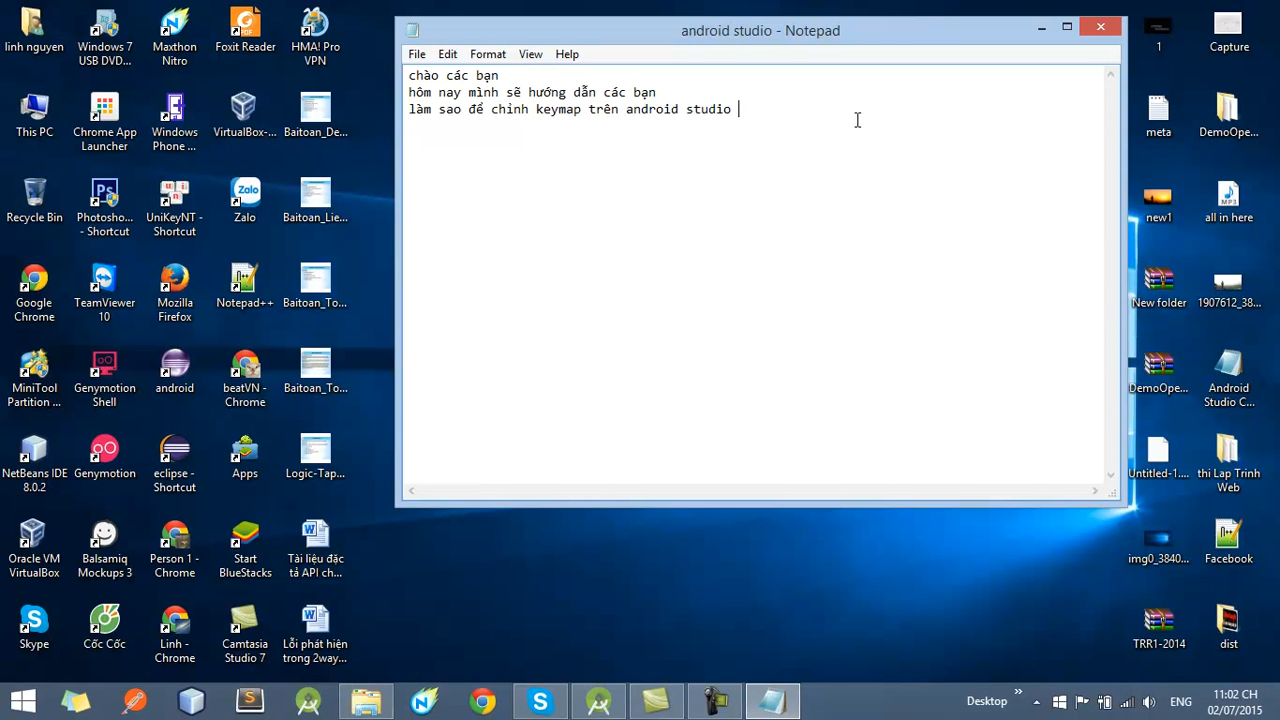 linh nguyen
Windows 7
USB DVD...
Maxthon
Nitro
Foxit Reader
HMA! Pro
VPN
This PC
Chrome App
Launcher
Windows
Phone ...
VirtualBox-
Baitoan_De...
Recycle Bin
Photosho...
- Shortcut
UniKeyNT -
Shortcut
Zalo
Baitoan_Lie...
Google
Chrome
TeamViewer
10
Mozilla
Firefox
Notepad++
Baitoan_To...
MiniTool
Partition ...
Genymotion
Shell
android
beatVN -
Chrome
Baitoan_To...
NetBeans IDE
8.0.2
Genymotion
eclipse -
Shortcut
Apps
Logic-Tap...
Oracle VM
VirtualBox
Balsamiq
Mockups 3
Person 1 -
Chrome
Start
BlueStacks
Tài liệu đặc
tả API ch...
Skype
Cốc Cốc
Linh -
Chrome
Camtasia
Studio 7
Lỗi phát hiện
trong 2way...
android studio - Notepad
File Edit Format View Help
chào các bạn
hôm nay mình sẽ hướng dẫn các bạn
làm sao để chỉnh keymap trên android studio
1
Capture
meta
DemoOpe...
new1
all in here
New folder
1907612_38...
DemoOpe...
Android
Studio C...
Untitled-1....
thi Lap Trinh
Web
img0_3840...
Facebook
TRR1-2014
dist
Desktop
ENG
11:02 CH
02/07/2015